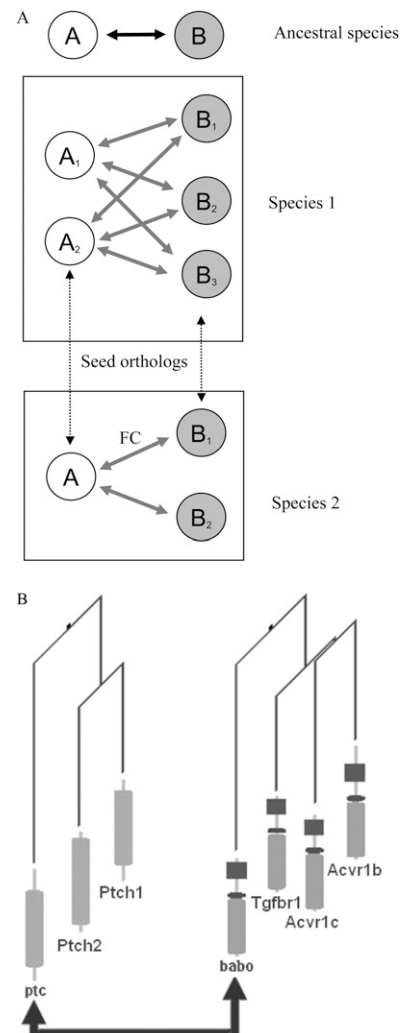 A
A B Ancestral species
B₁
A₁
B₂ Species 1
A₂
B₃
Seed orthologs
FC B₁
A
B₂ Species 2
B
Ptch1
Ptch2
ptc
Acvr1b
Tgfbr1
Acvr1c
babo